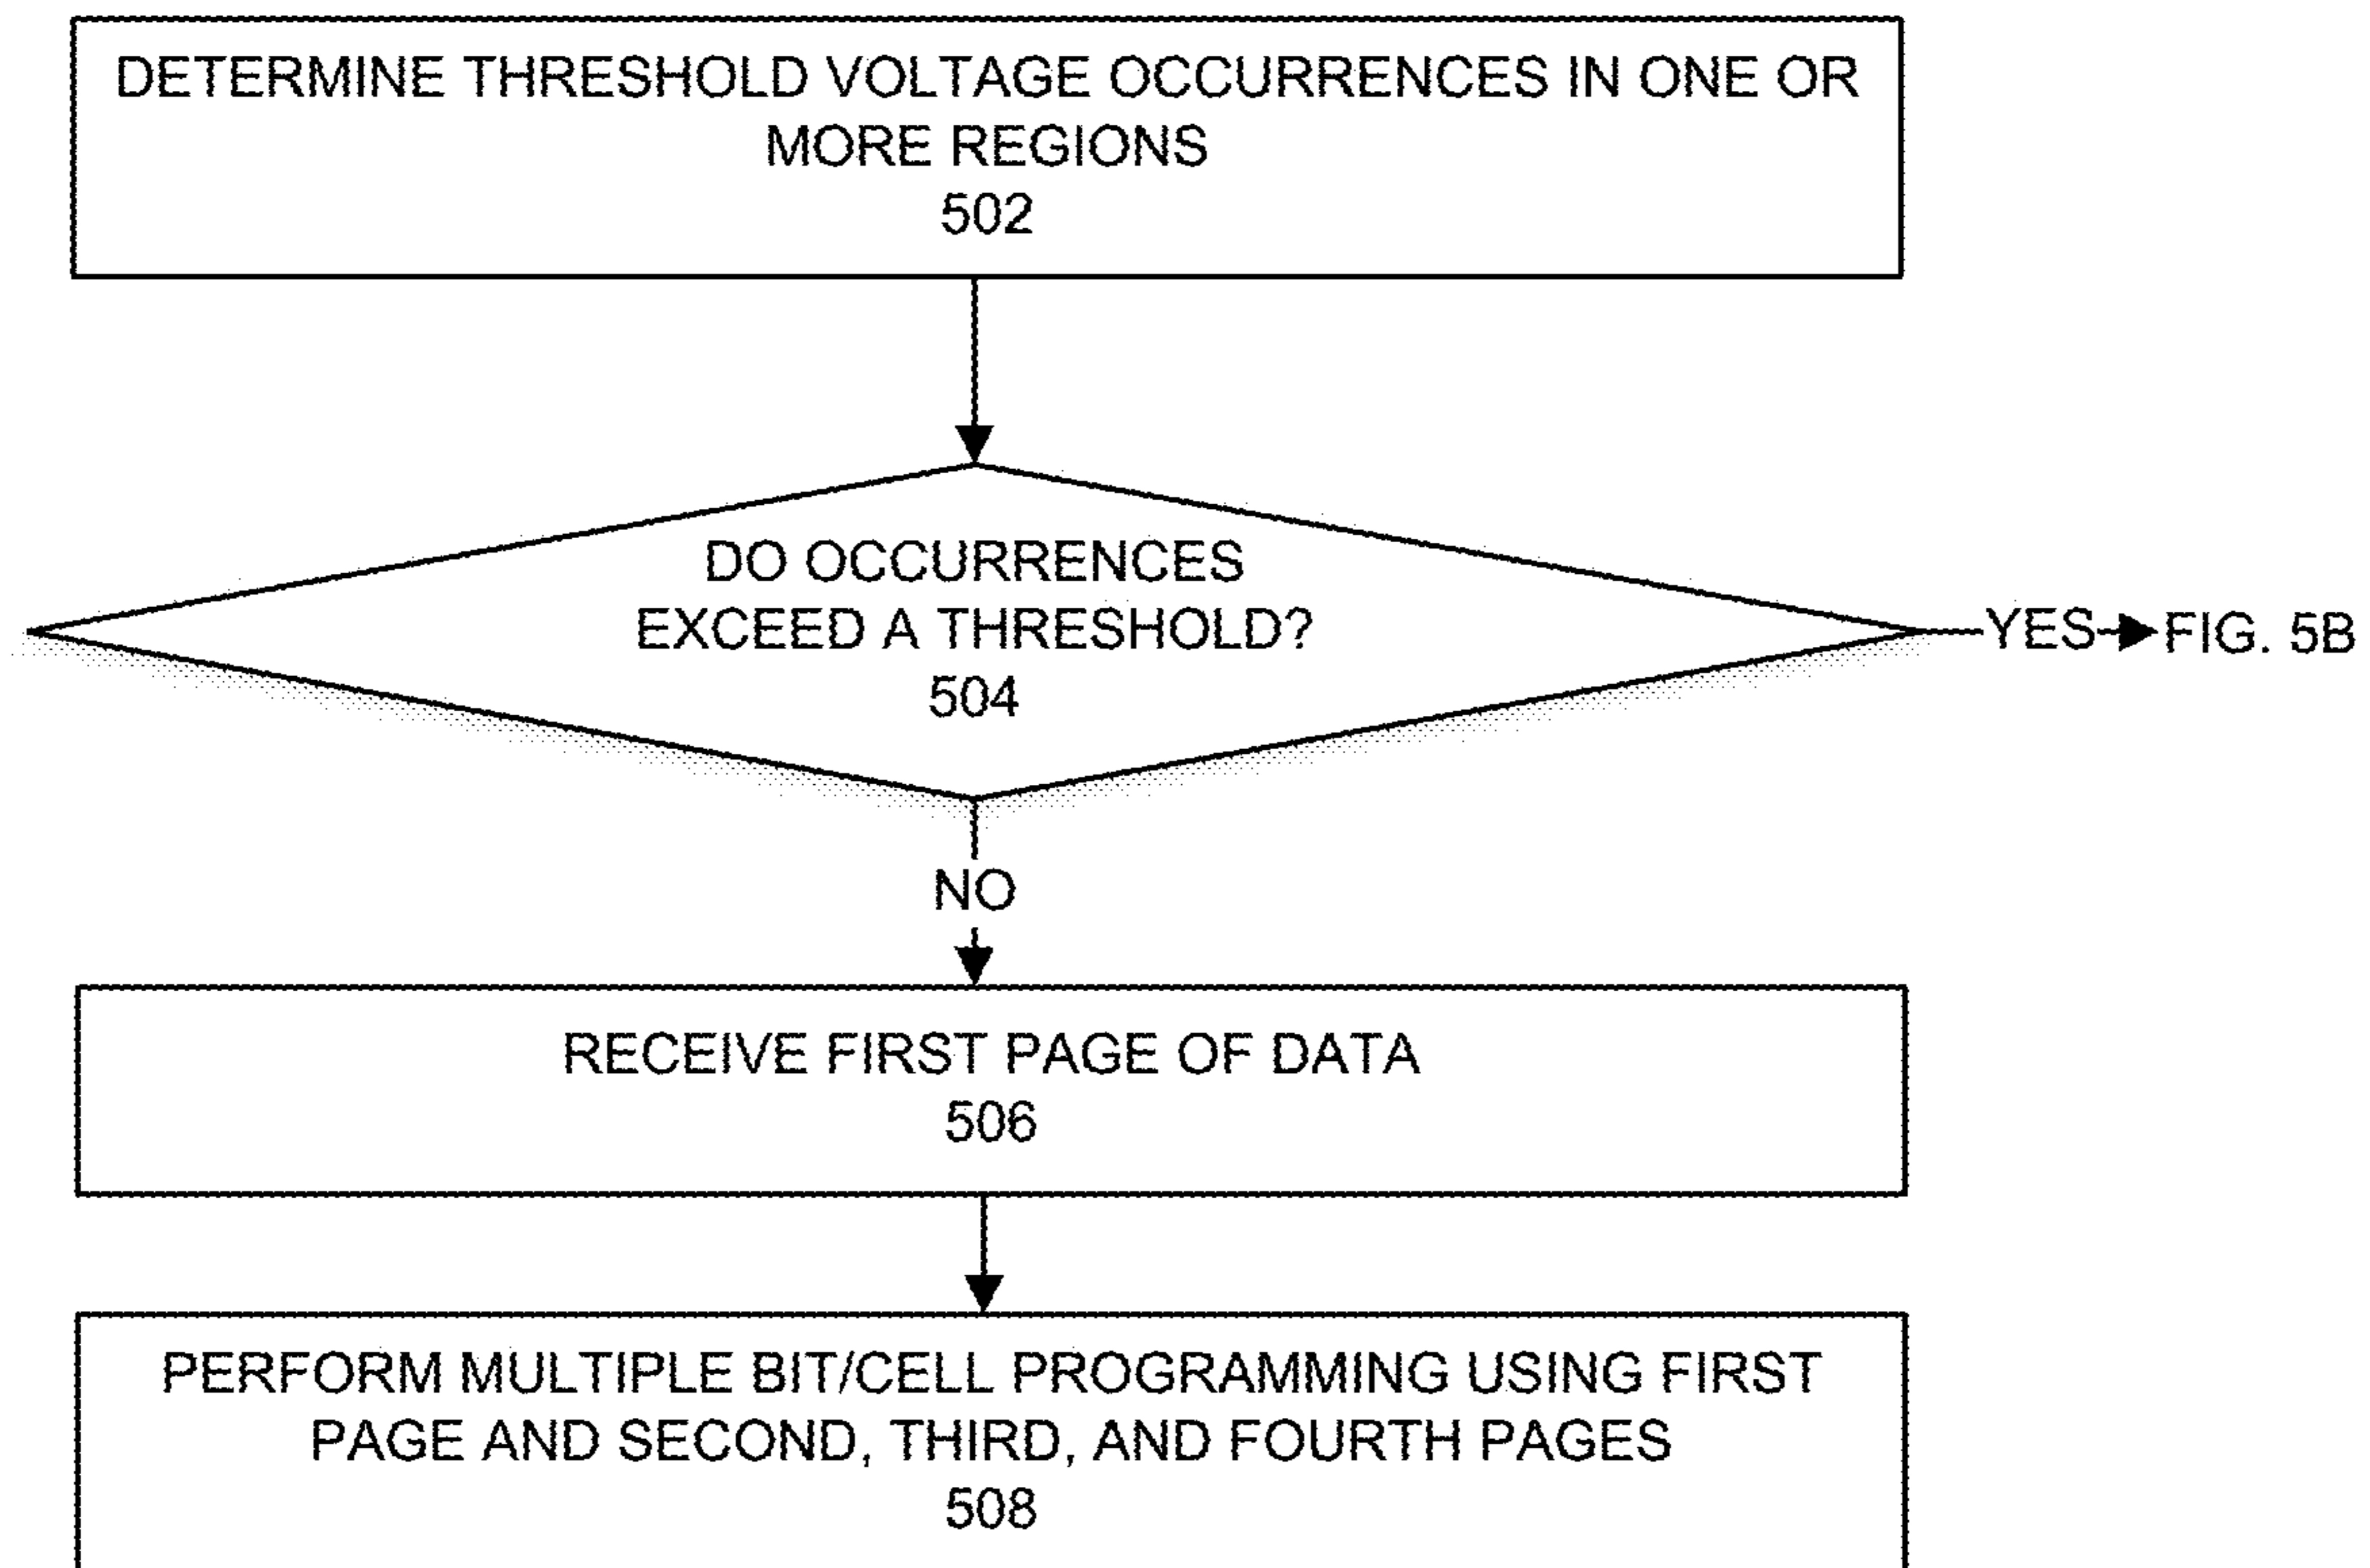 DETERMINE THRESHOLD VOLTAGE OCCURRENCES IN ONE OR
MORE REGIONS
502
DO OCCURRENCES
EXCEED A THRESHOLD?
504
YES
FIG. 5B
NO
RECEIVE FIRST PAGE OF DATA
506
PERFORM MULTIPLE BIT/CELL PROGRAMMING USING FIRST
PAGE AND SECOND, THIRD, AND FOURTH PAGES
508